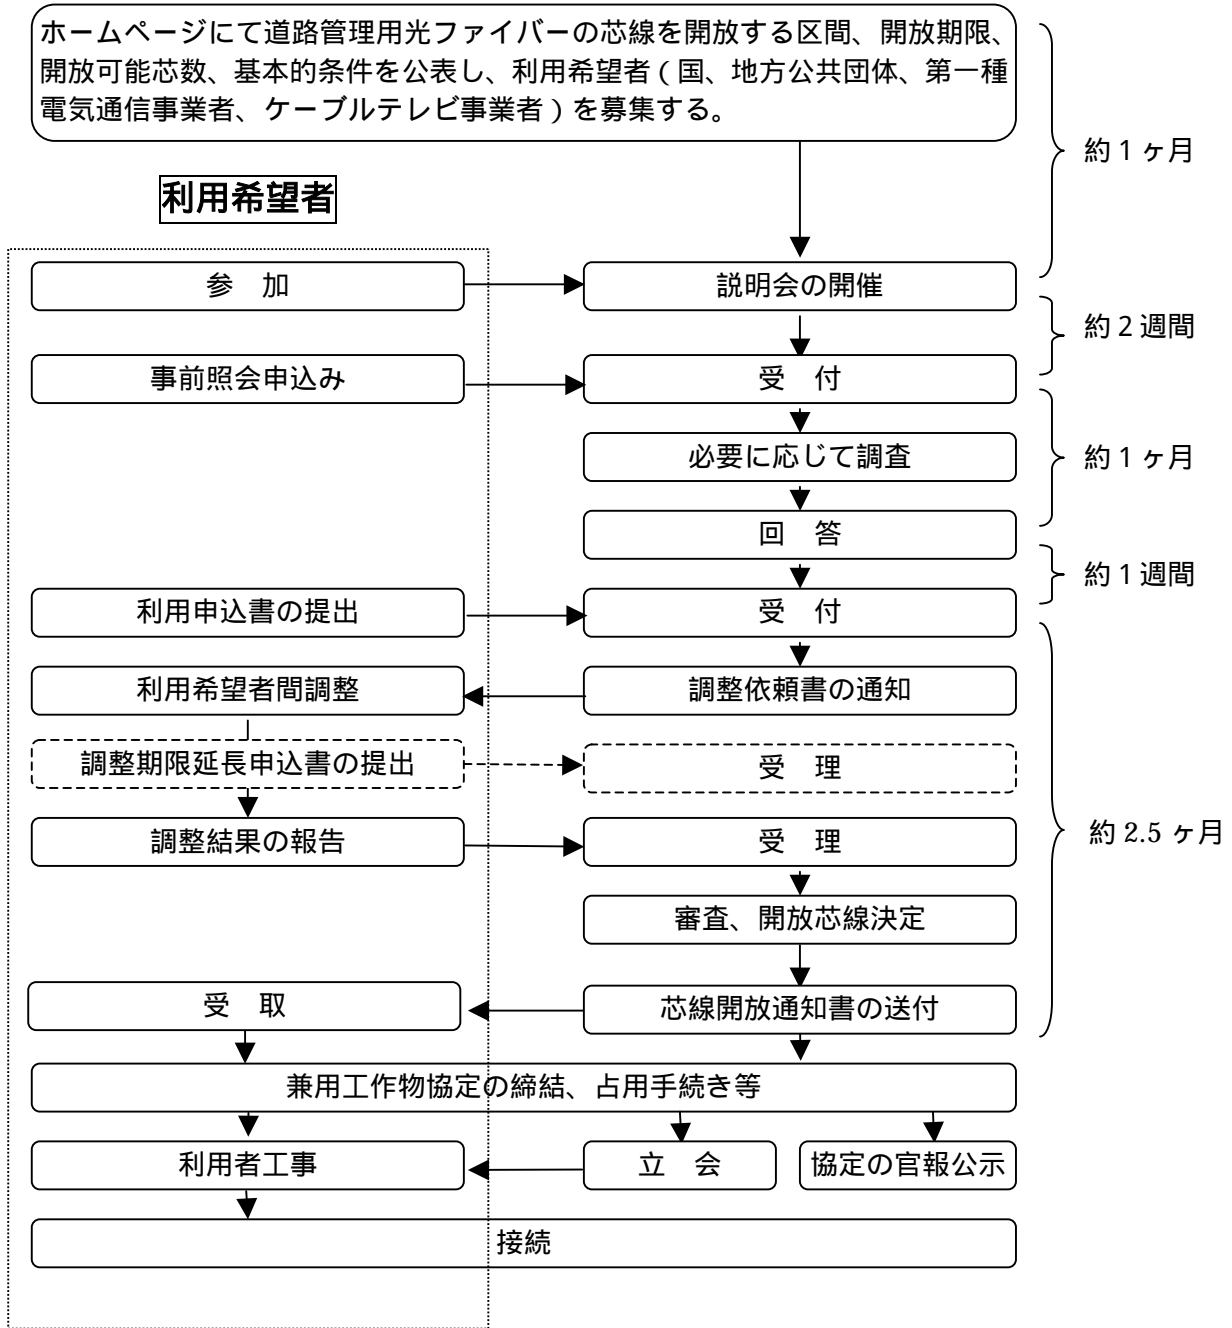 ホームページにて道路管理用光ファイバーの芯線を開放する区間、開放期限、
開放可能芯数、基本的条件を公表し、利用希望者（国、地方公共団体、第一種
電気通信事業者、ケーブルテレビ事業者）を募集する。
約１ヶ月
利用希望者
参　加
説明会の開催
約２週間
事前照会申込み
受　付
必要に応じて調査
約１ヶ月
回　答
約１週間
利用申込書の提出
受　付
利用希望者間調整
調整依頼書の通知
調整期限延長申込書の提出
受　理
約 2.5 ヶ月
調整結果の報告
受　理
審査、開放芯線決定
受　取
芯線開放通知書の送付
兼用工作物協定の締結、占用手続き等
利用者工事
立　会
協定の官報公示
接続